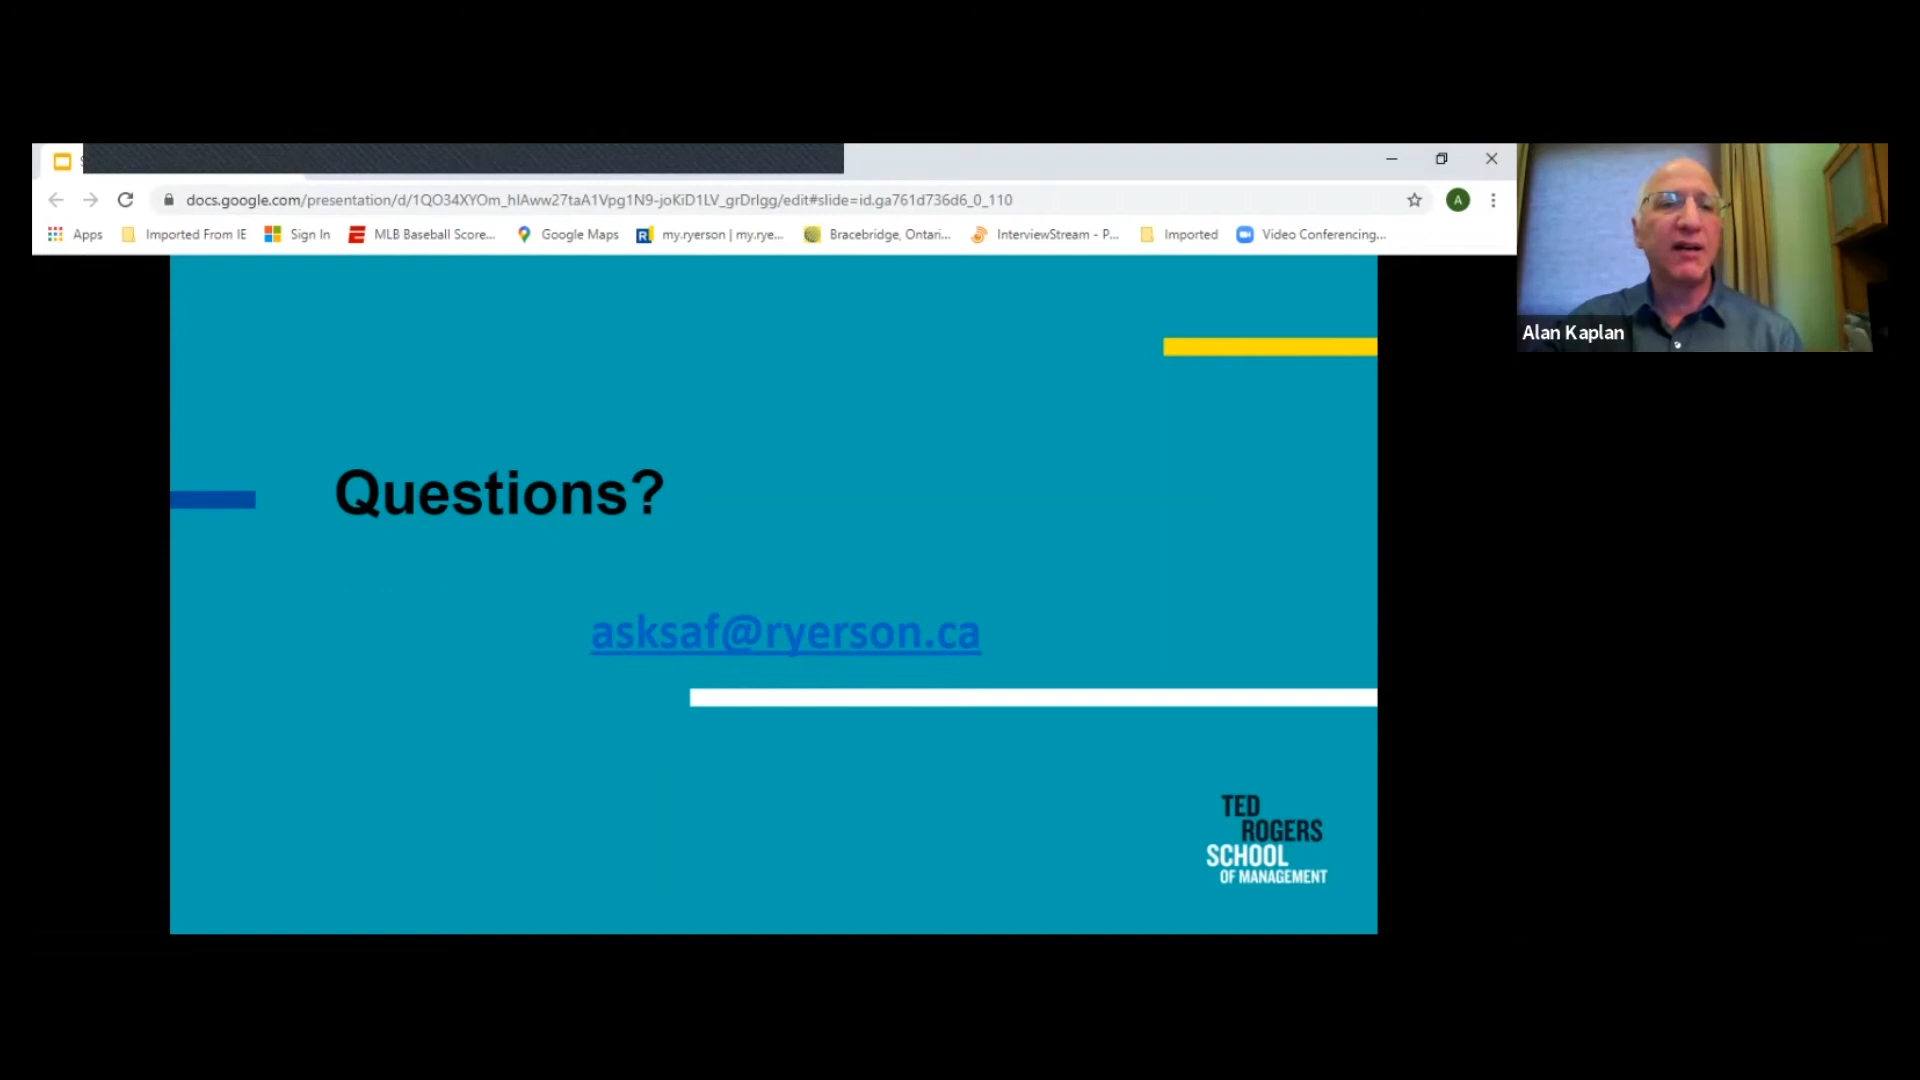 docs.google.com/presentation/d/1QO34XYOm_hIAww27taA1Vpg1N9-joKiD1LV_grDrIgg/edit#slide=id.ga761d736d6_0_110
A
Apps
Imported From IE
Sign In
MLB Baseball Score...
Google Maps
my.ryerson | my.rye...
Bracebridge, Ontari...
InterviewStream - P...
Imported
Video Conferencing...
Alan Kaplan
Questions?
asksaf@ryerson.ca
TED
ROGERS
SCHOOL
OF MANAGEMENT